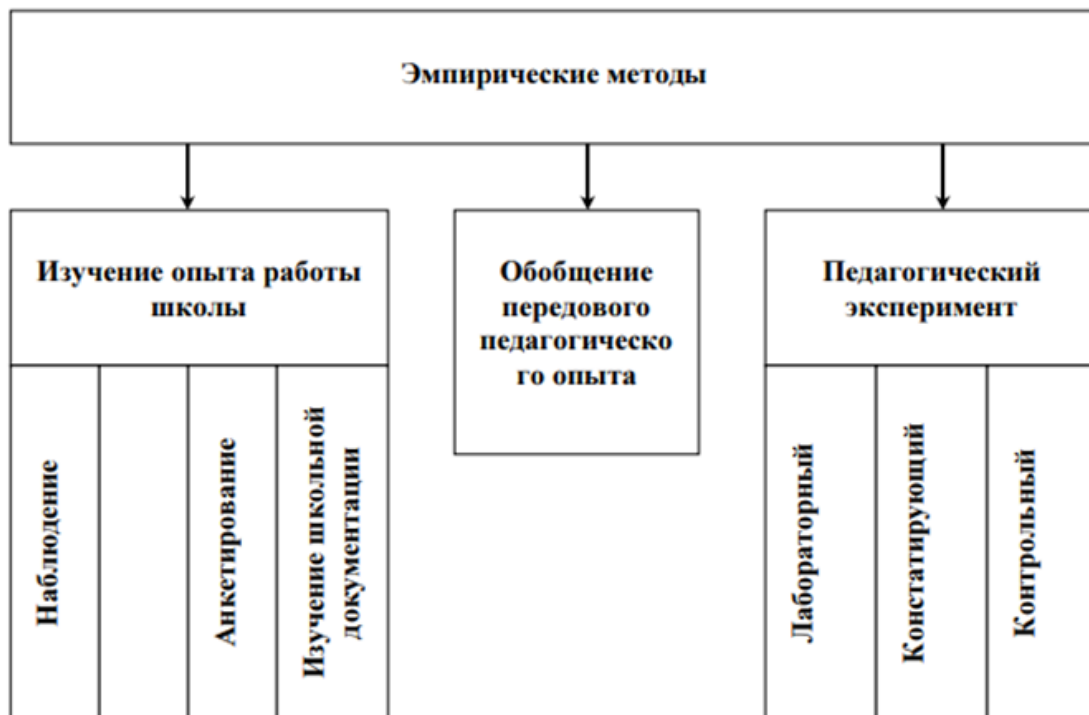 Эмпирические методы
Изучение опыта работы
школы
Обобщение
передового
педагогическо
го опыта
Педагогический
эксперимент
Наблюдение
Анкетирование
Изучение школьной
документации
Лабораторный
Констатирующий
Контрольный